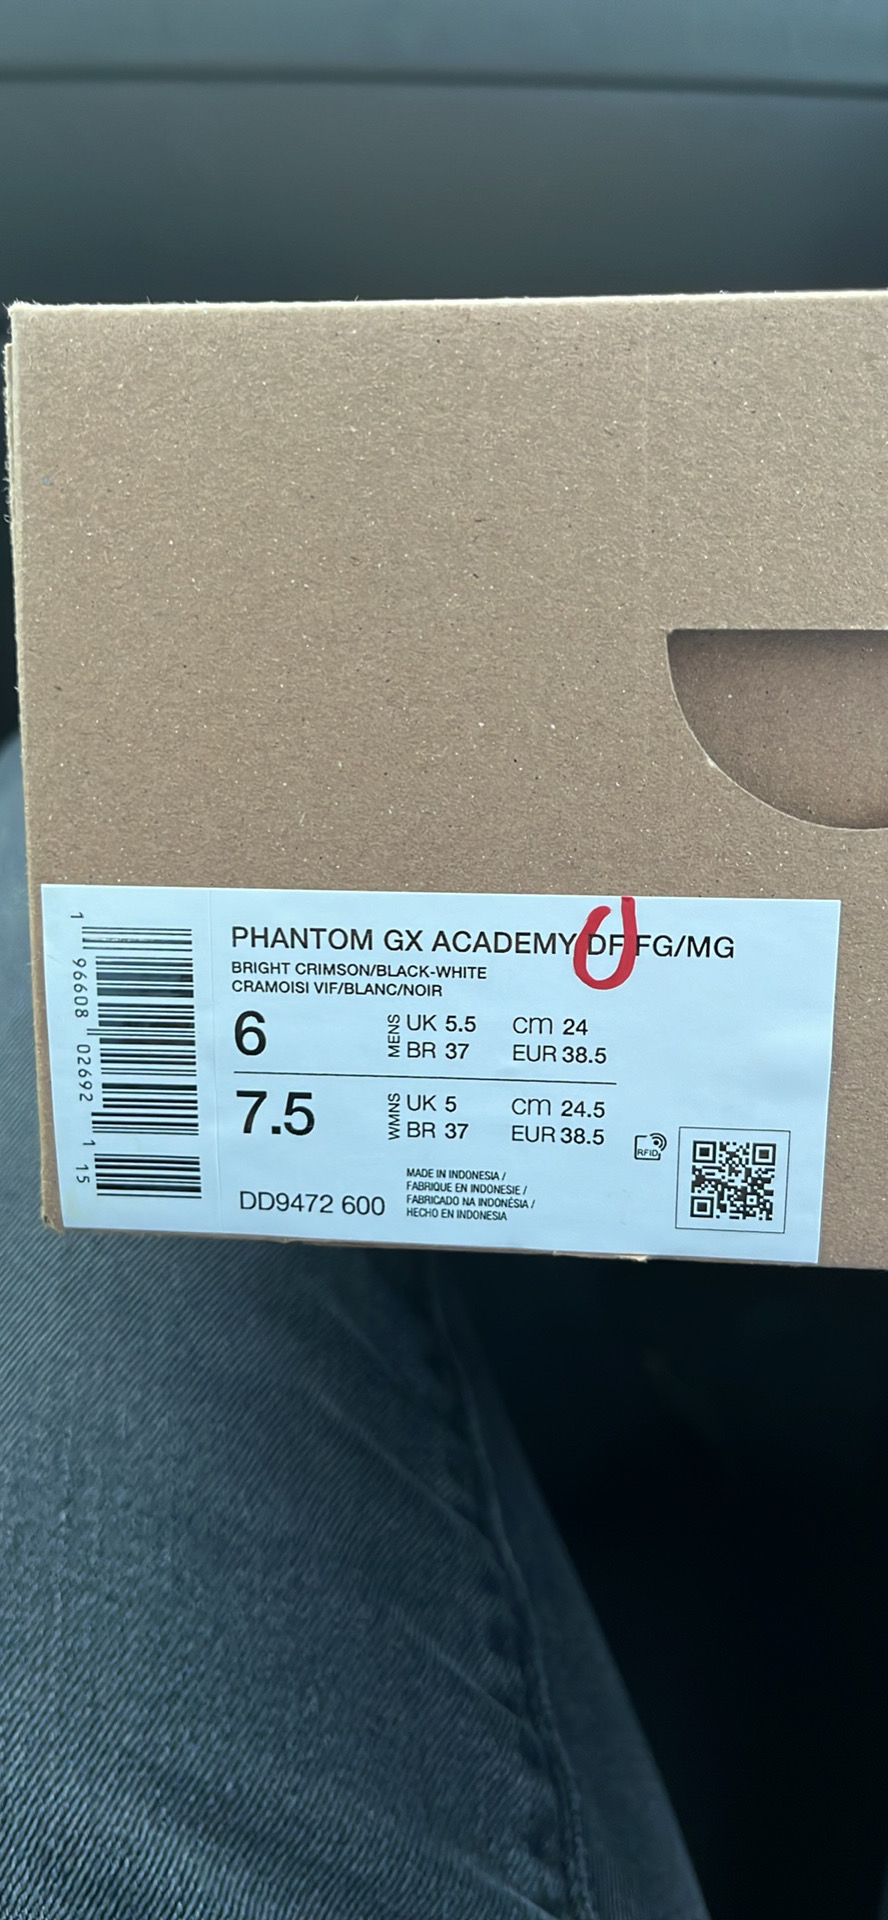 PHANTOM GX ACADEMY DF FG/MG
BRIGHT CRIMSON/BLACK-WHITE
CRAMOISI VIF/BLANC/NOIR
6
MENS
UK 5.5
cm 24
BR 37
EUR 38.5
7.5
WMNS
UK 5
cm 24.5
BR 37
EUR 38.5
RFID
DD9472 600
MADE IN INDONESIA /
FABRIQUE EN INDONESIE /
FABRICADO NA INDONÉSIA /
HECHO EN INDONESIA
1 96608 02692 1 15